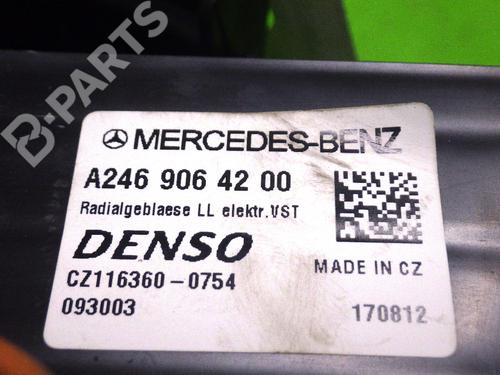 B-PARTS
MERCEDES-BENZ
A246 906 42 00
Radialgeblaese LL elektr.VST
DENSO
MADE IN CZ
CZ116360-0754
093003
170812